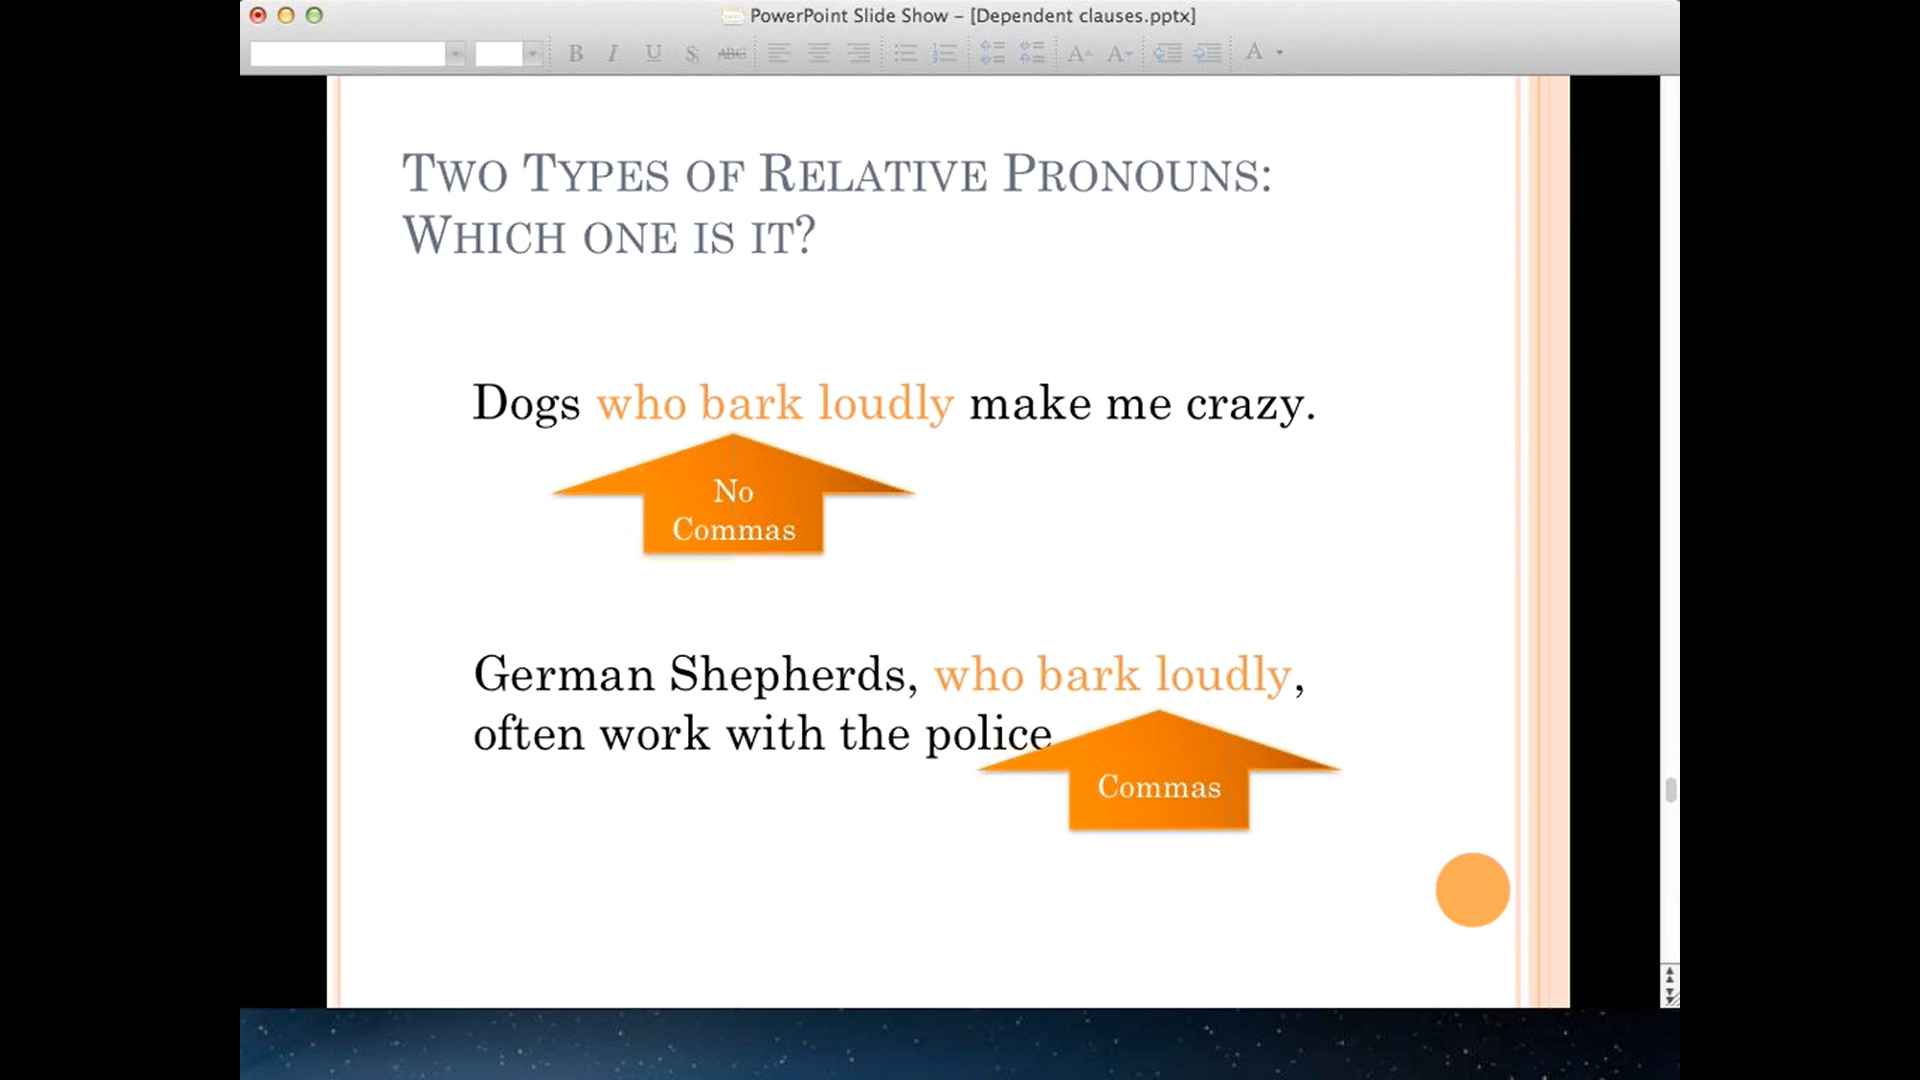 PowerPoint Slide Show – [Dependent clauses.pptx]
B I U S ABC A A A
TWO TYPES OF RELATIVE PRONOUNS:
WHICH ONE IS IT?
Dogs who bark loudly make me crazy.
No
Commas
German Shepherds, who bark loudly,
often work with the police
Commas